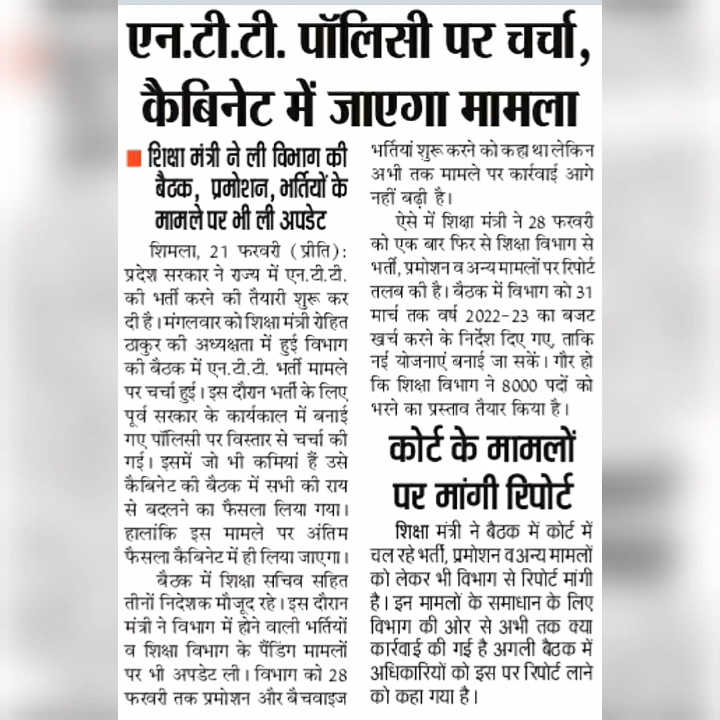 एन.टी.टी. पॉलिसी पर चर्चा,
कैबिनेट में जाएगा मामला
शिक्षा मंत्री ने ली विभाग की
बैठक, प्रमोशन, भर्तियों के
मामले पर भी ली अपडेट
शिमला, 21 फरवरी (प्रीति):
प्रदेश सरकार ने राज्य में एन.टी.टी.
की भर्ती करने की तैयारी शुरू कर
दी है। मंगलवार को शिक्षा मंत्री रोहित
ठाकुर की अध्यक्षता में हुई विभाग
की बैठक में एन.टी.टी. भर्ती मामले
पर चर्चा हुई। इस दौरान भर्ती के लिए
पूर्व सरकार के कार्यकाल में बनाई
गए पॉलिसी पर विस्तार से चर्चा की
गई। इसमें जो भी कमियां हैं उसे
कैबिनेट की बैठक में सभी की राय
से बदलने का फैसला लिया गया।
हालांकि इस मामले पर अंतिम
फैसला कैबिनेट में ही लिया जाएगा।
बैठक में शिक्षा सचिव सहित
तीनों निदेशक मौजूद रहे। इस दौरान
मंत्री ने विभाग में होने वाली भर्तियों
व शिक्षा विभाग के पैंडिंग मामलों
पर भी अपडेट ली। विभाग को 28
फरवरी तक प्रमोशन और बैचवाइज
भर्तियां शुरू करने को कहा था लेकिन
अभी तक मामले पर कार्रवाई आगे
नहीं बढ़ी है।
ऐसे में शिक्षा मंत्री ने 28 फरवरी
को एक बार फिर से शिक्षा विभाग से
भर्ती, प्रमोशन व अन्य मामलों पर रिपोर्ट
तलब की है। बैठक में विभाग को 31
मार्च तक वर्ष 2022-23 का बजट
खर्च करने के निर्देश दिए गए, ताकि
नई योजनाएं बनाई जा सकें। गौर हो
कि शिक्षा विभाग ने 8000 पदों को
भरने का प्रस्ताव तैयार किया है।
कोर्ट के मामलों
पर मांगी रिपोर्ट
शिक्षा मंत्री ने बैठक में कोर्ट में
चल रहे भर्ती, प्रमोशन व अन्य मामलों
को लेकर भी विभाग से रिपोर्ट मांगी
है। इन मामलों के समाधान के लिए
विभाग की ओर से अभी तक क्या
कार्रवाई की गई है अगली बैठक में
अधिकारियों को इस पर रिपोर्ट लाने
को कहा गया है।